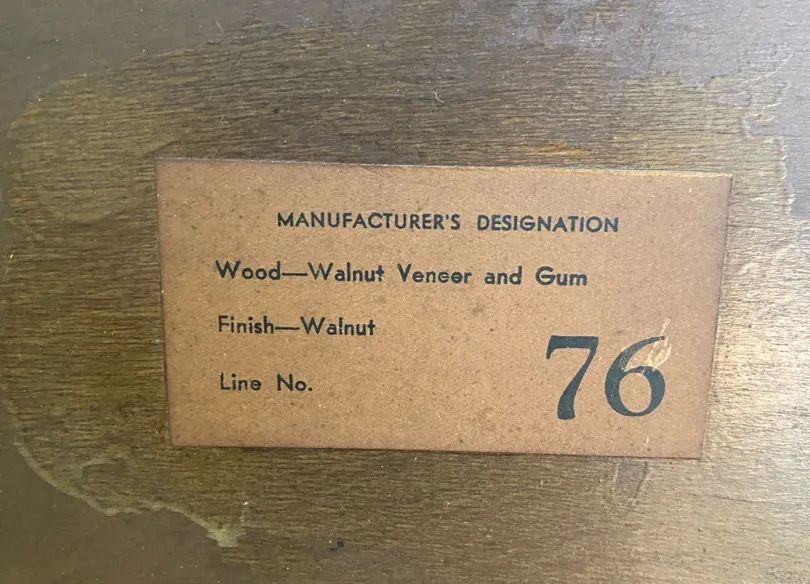 MANUFACTURER'S DESIGNATION
Wood—Walnut Veneer and Gum
Finish—Walnut
Line No. 76